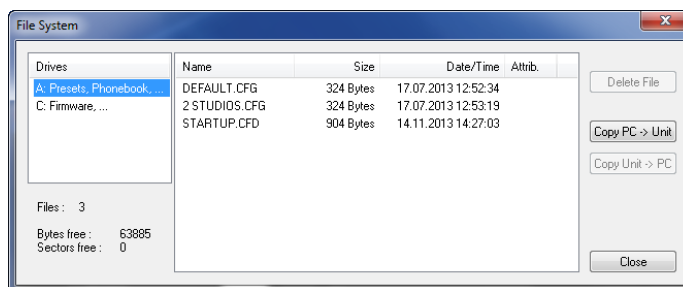 File System
Drives
A: Presets, Phonebook, ...
C: Firmware, ...
Files : 3
Bytes free : 63885
Sectors free : 0
Name Size Date/Time Attrib.
DEFAULT.CFG 324 Bytes 17.07.2013 12:52:34
2 STUDIOS.CFG 324 Bytes 17.07.2013 12:53:19
STARTUP.CFD 904 Bytes 14.11.2013 14:27:03
Delete File
Copy PC -> Unit
Copy Unit -> PC
Close